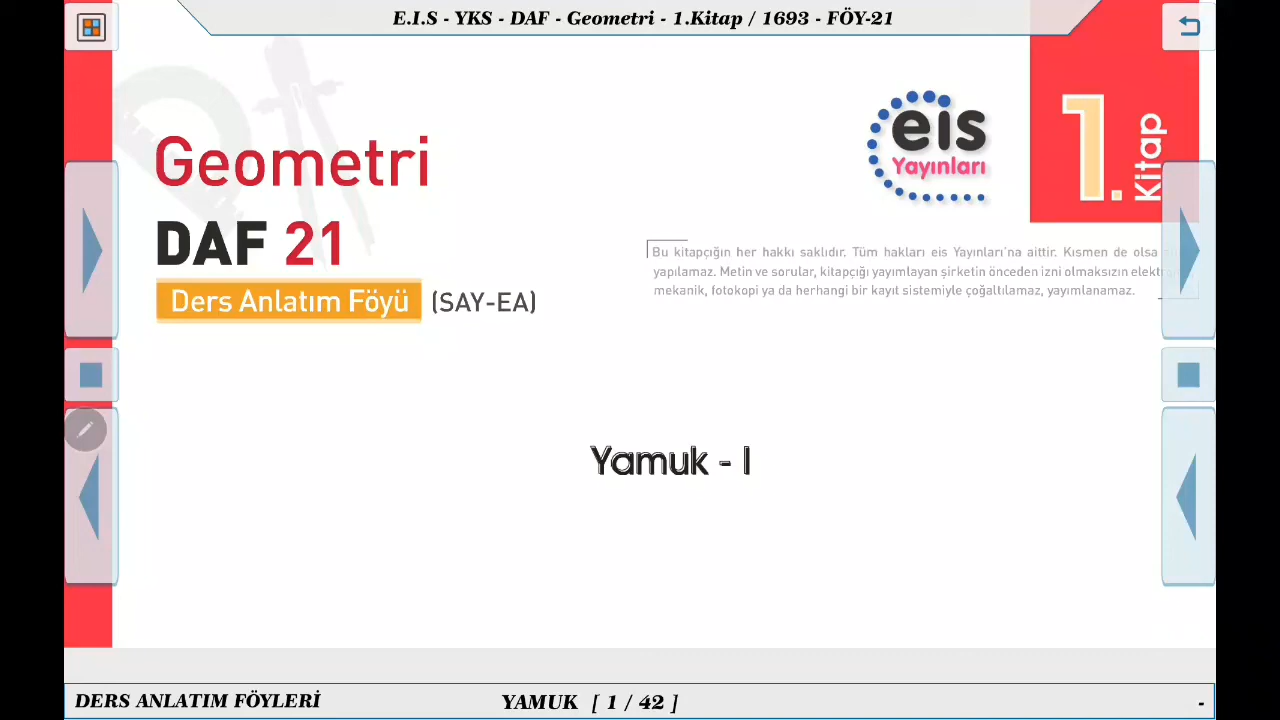 E.I.S - YKS - DAF - Geometri - 1.Kitap / 1693 - FÖY-21
eis
Yayınları
1.
Kitap
Geometri
DAF 21
Ders Anlatım Föyü (SAY-EA)
Bu kitapçığın her hakkı saklıdır. Tüm hakları eis Yayınları'na aittir. Kısmen de olsa
yapılamaz. Metin ve sorular, kitapçığı yayımlayan şirketin önceden izni olmaksızın
mekanik, fotokopi ya da herhangi bir kayıt sistemiyle çoğaltılamaz, yayımlanamaz.
Yamuk - I
DERS ANLATIM FÖYLERİ YAMUK [ 1 / 42 ] -